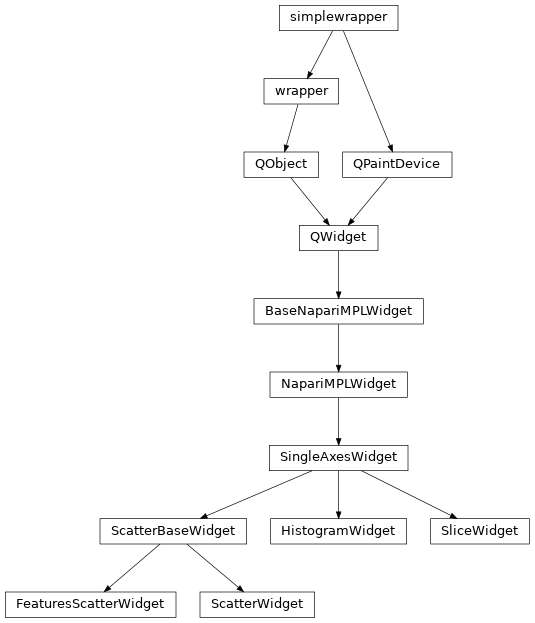 simplewrapper
wrapper
QObject
QPaintDevice
QWidget
BaseNapariMPLWidget
NapariMPLWidget
SingleAxesWidget
ScatterBaseWidget
HistogramWidget
SliceWidget
FeaturesScatterWidget
ScatterWidget